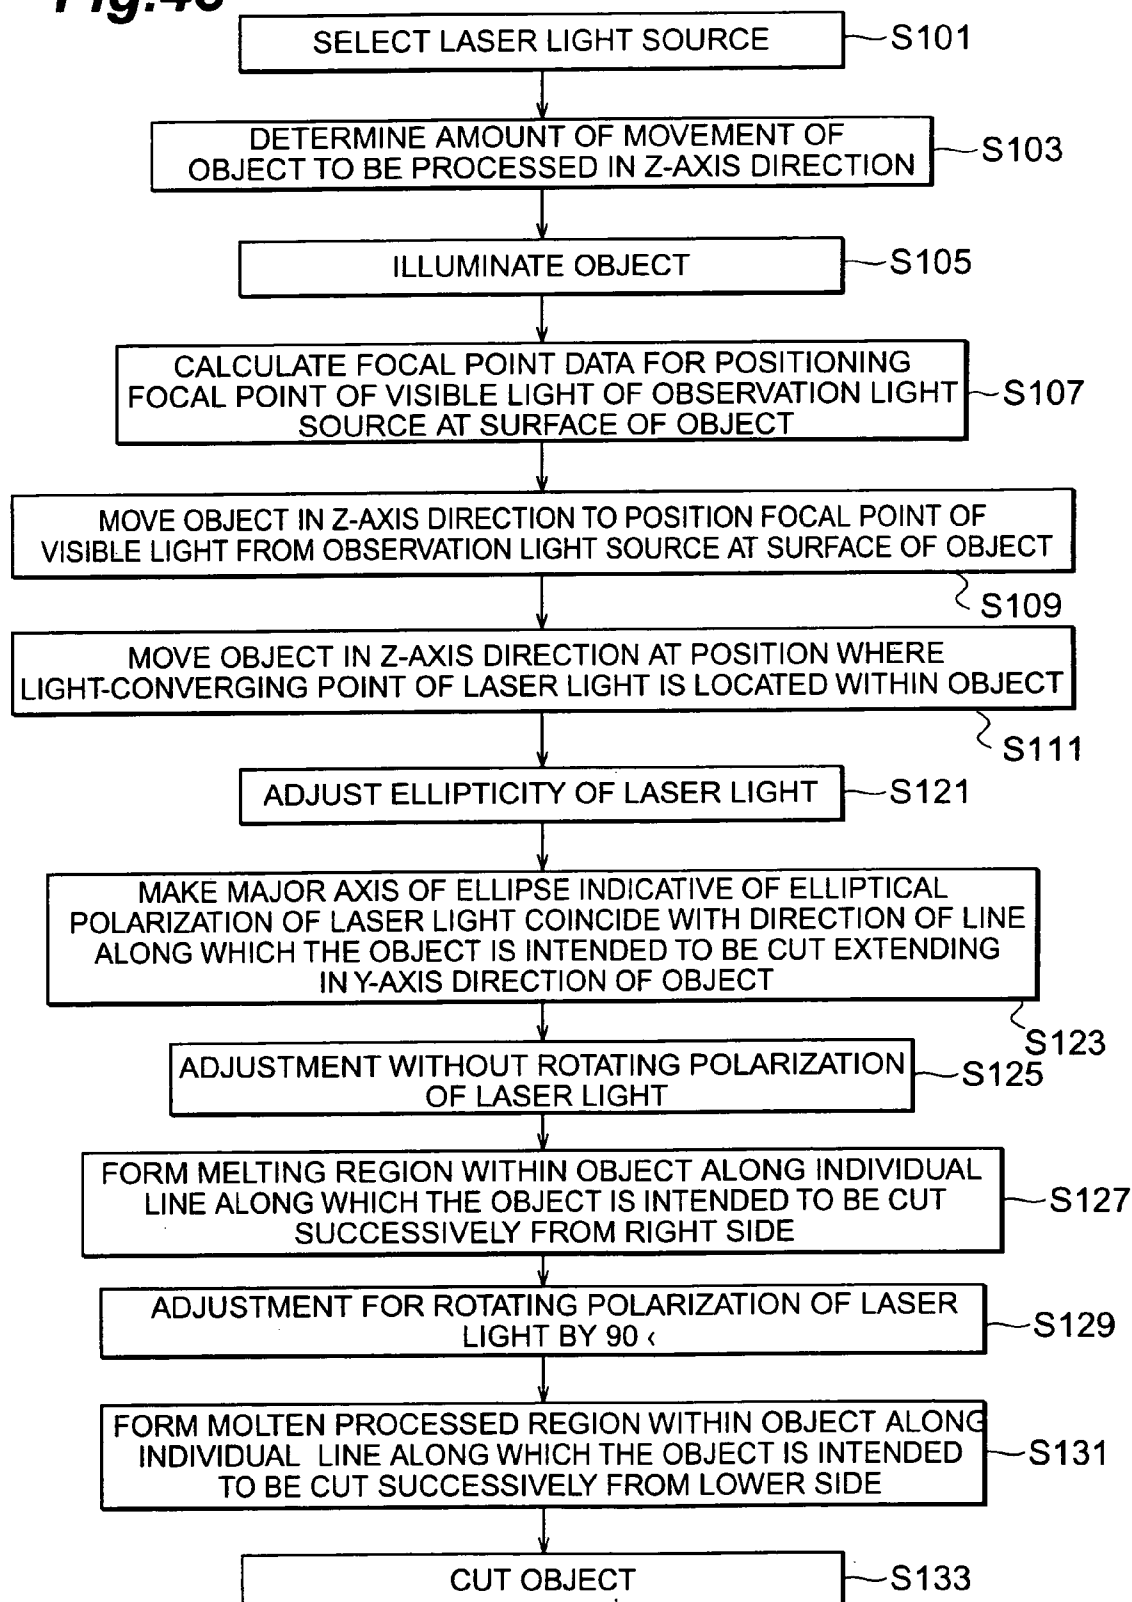 SELECT LASER LIGHT SOURCE
S101
DETERMINE AMOUNT OF MOVEMENT OF
OBJECT TO BE PROCESSED IN Z-AXIS DIRECTION
S103
ILLUMINATE OBJECT
S105
CALCULATE FOCAL POINT DATA FOR POSITIONING
FOCAL POINT OF VISIBLE LIGHT OF OBSERVATION LIGHT
SOURCE AT SURFACE OF OBJECT
S107
MOVE OBJECT IN Z-AXIS DIRECTION TO POSITION FOCAL POINT OF
VISIBLE LIGHT FROM OBSERVATION LIGHT SOURCE AT SURFACE OF OBJECT
S109
MOVE OBJECT IN Z-AXIS DIRECTION AT POSITION WHERE
LIGHT-CONVERGING POINT OF LASER LIGHT IS LOCATED WITHIN OBJECT
S111
ADJUST ELLIPTICITY OF LASER LIGHT
S121
MAKE MAJOR AXIS OF ELLIPSE INDICATIVE OF ELLIPTICAL
POLARIZATION OF LASER LIGHT COINCIDE WITH DIRECTION OF LINE
ALONG WHICH THE OBJECT IS INTENDED TO BE CUT EXTENDING
IN Y-AXIS DIRECTION OF OBJECT
S123
ADJUSTMENT WITHOUT ROTATING POLARIZATION
OF LASER LIGHT
S125
FORM MELTING REGION WITHIN OBJECT ALONG INDIVIDUAL
LINE ALONG WHICH THE OBJECT IS INTENDED TO BE CUT
SUCCESSIVELY FROM RIGHT SIDE
S127
ADJUSTMENT FOR ROTATING POLARIZATION OF LASER
LIGHT BY 90 ‹
S129
FORM MOLTEN PROCESSED REGION WITHIN OBJECT ALONG
INDIVIDUAL LINE ALONG WHICH THE OBJECT IS INTENDED
TO BE CUT SUCCESSIVELY FROM LOWER SIDE
S131
CUT OBJECT
S133